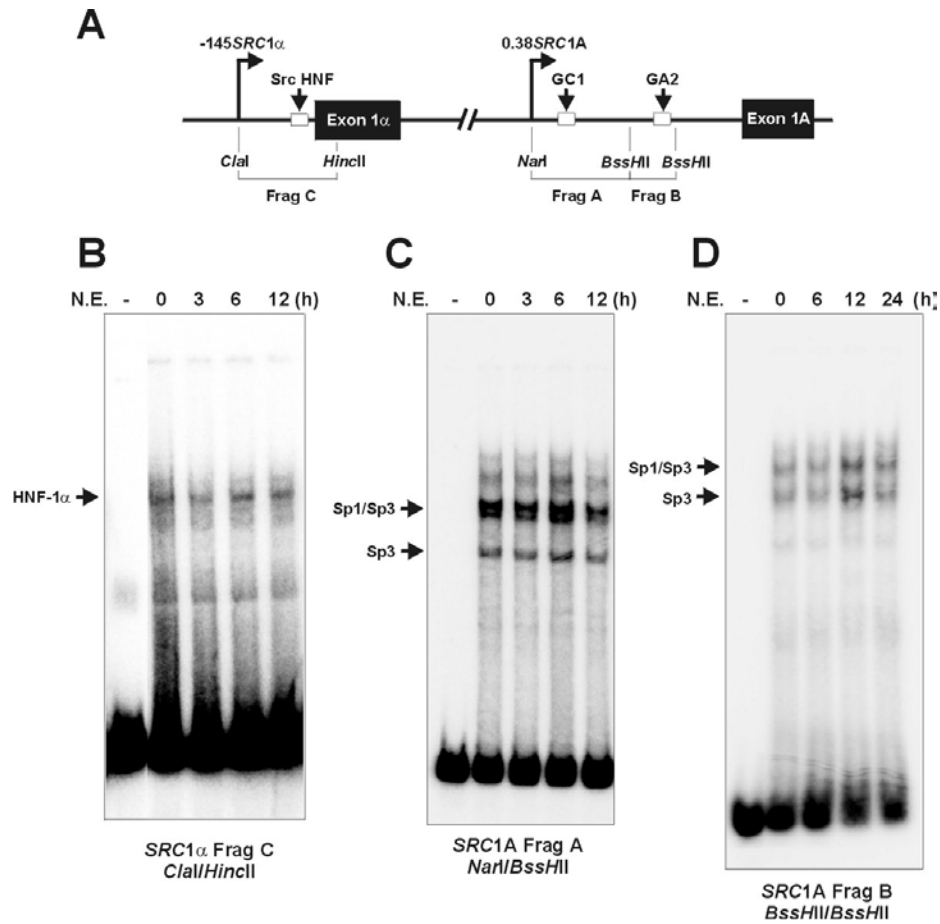 A
-145SRC1α
0.38SRC1A
Src HNF
GC1
GA2
Exon 1α
Exon 1A
ClaI
HincII
NarI
BssHII
BssHII
Frag C
Frag A
Frag B
B
N.E. - 0 3 6 12 (h)
HNF-1α
SRC1α Frag C
ClaI/HincII
C
N.E. - 0 3 6 12 (h)
Sp1/Sp3
Sp3
SRC1A Frag A
NarI/BssHII
D
N.E. - 0 6 12 24 (h)
Sp1/Sp3
Sp3
SRC1A Frag B
BssHII/BssHII